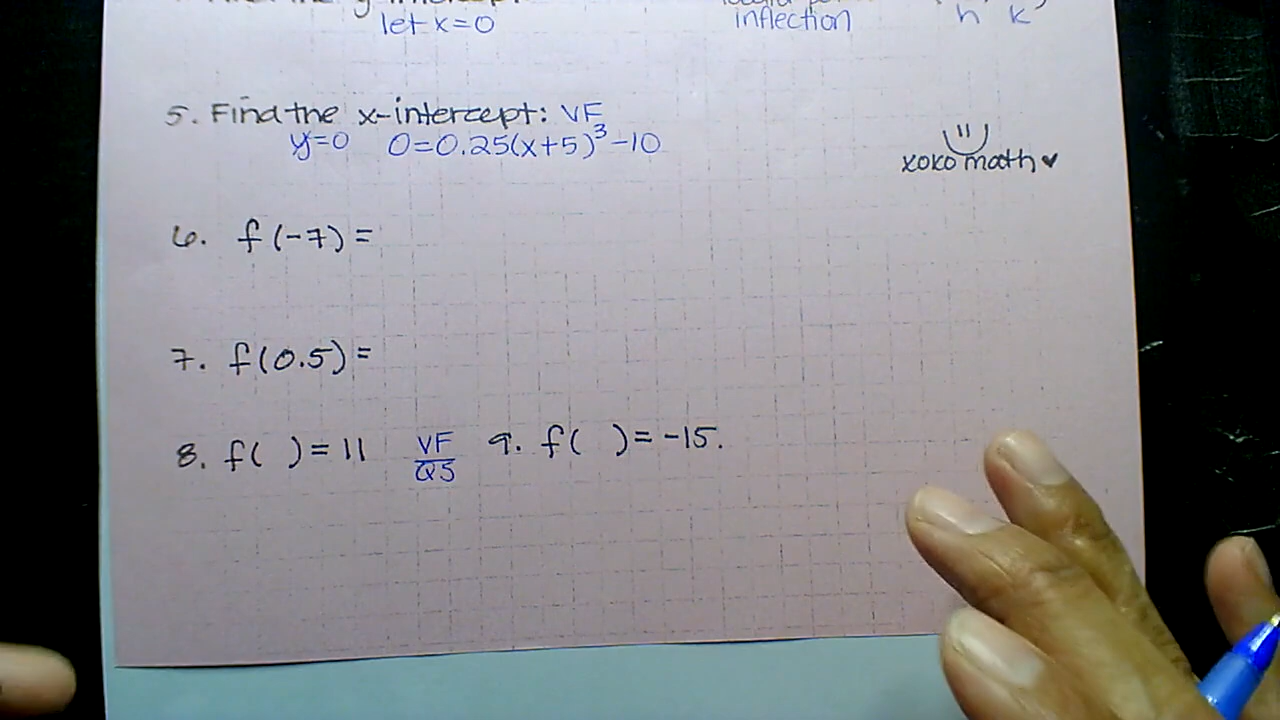 let x=0
inflection
h k
5. Find the x-intercept: VF
y=0 0=0.25(x+5)³-10
xoko math ♥
6. f(-7)=
7. f(0.5)=
8. f( )=11 VF
Q5
9. f( )=-15.